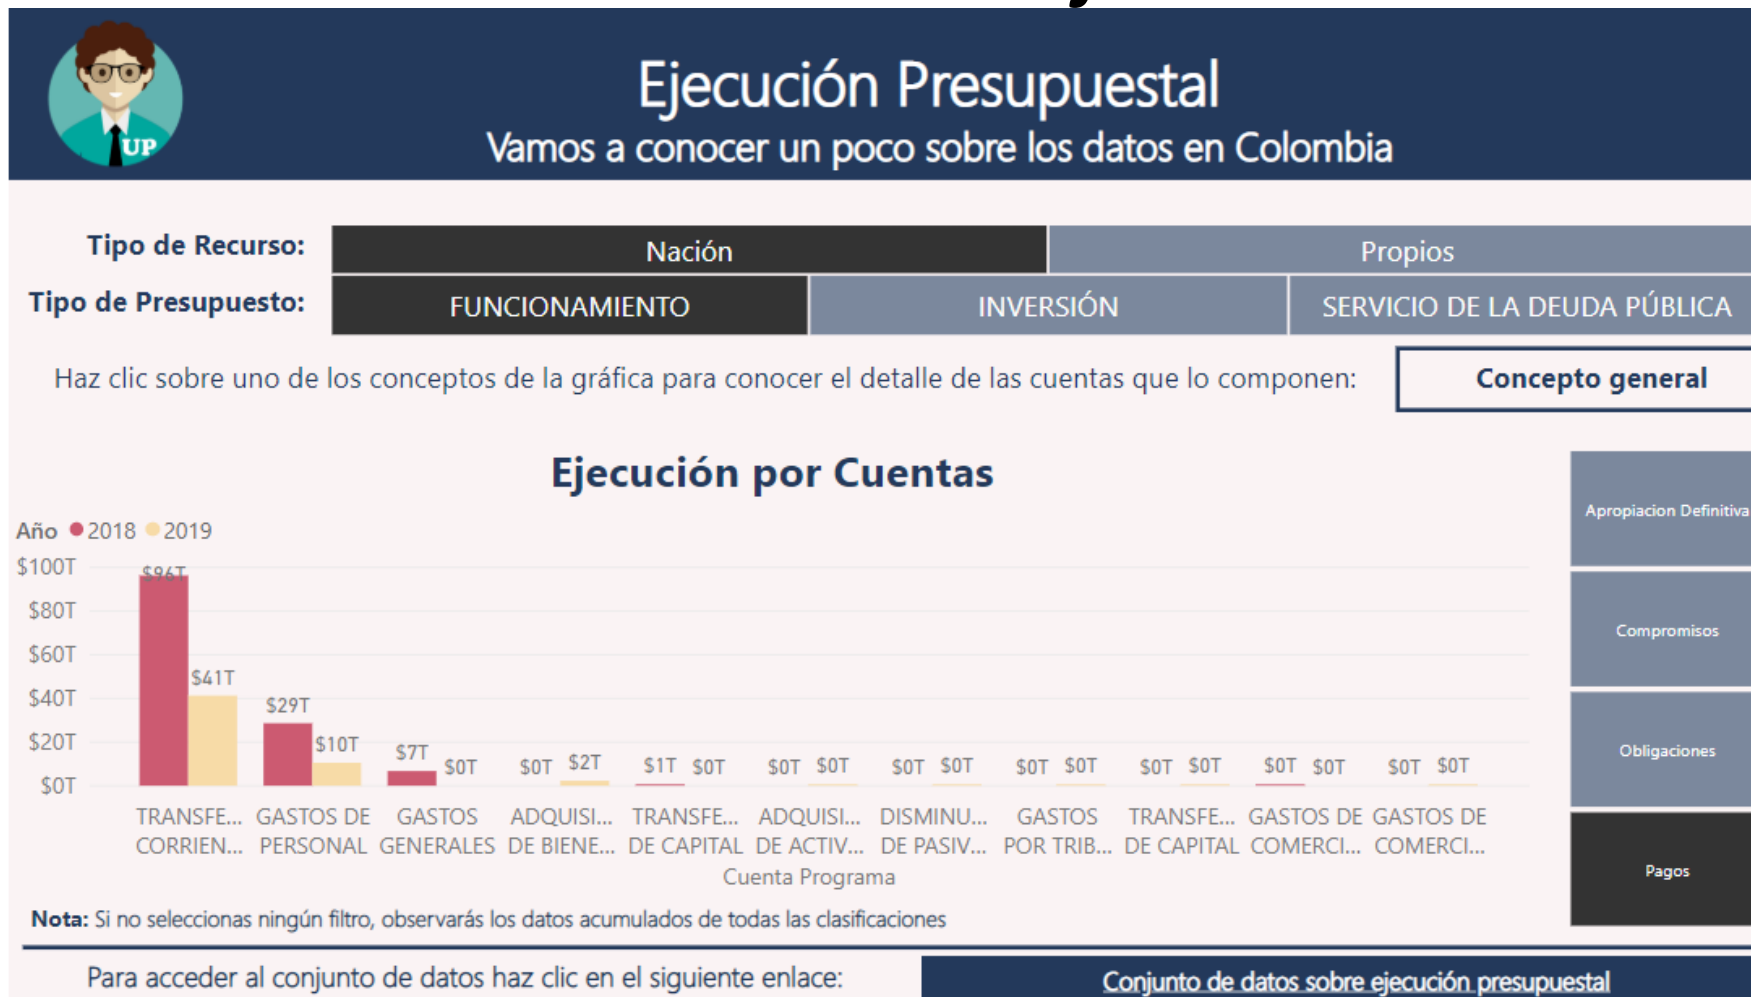 UP
Ejecución Presupuestal
Vamos a conocer un poco sobre los datos en Colombia
Tipo de Recurso:
Nación
Propios
Tipo de Presupuesto:
FUNCIONAMIENTO
INVERSIÓN
SERVICIO DE LA DEUDA PÚBLICA
Haz clic sobre uno de los conceptos de la gráfica para conocer el detalle de las cuentas que lo componen:
Concepto general
Ejecución por Cuentas
Año 2018 2019
$100T
$80T
$60T
$40T
$20T
$0T
$96T $41T $29T $10T $7T $0T $0T $2T $1T $0T $0T $0T $0T $0T $0T $0T $0T $0T $0T $0T $0T $0T
TRANSFE... GASTOS DE GASTOS ADQUISI... TRANSFE... ADQUISI... DISMINU... GASTOS TRANSFE... GASTOS DE GASTOS DE
CORRIEN... PERSONAL GENERALES DE BIENE... DE CAPITAL DE ACTIV... DE PASIV... POR TRIB... DE CAPITAL COMERCI... COMERCI...
Cuenta Programa
Apropiacion Definitiva
Compromisos
Obligaciones
Pagos
Nota: Si no seleccionas ningún filtro, observarás los datos acumulados de todas las clasificaciones
Para acceder al conjunto de datos haz clic en el siguiente enlace:
Conjunto de datos sobre ejecución presupuestal